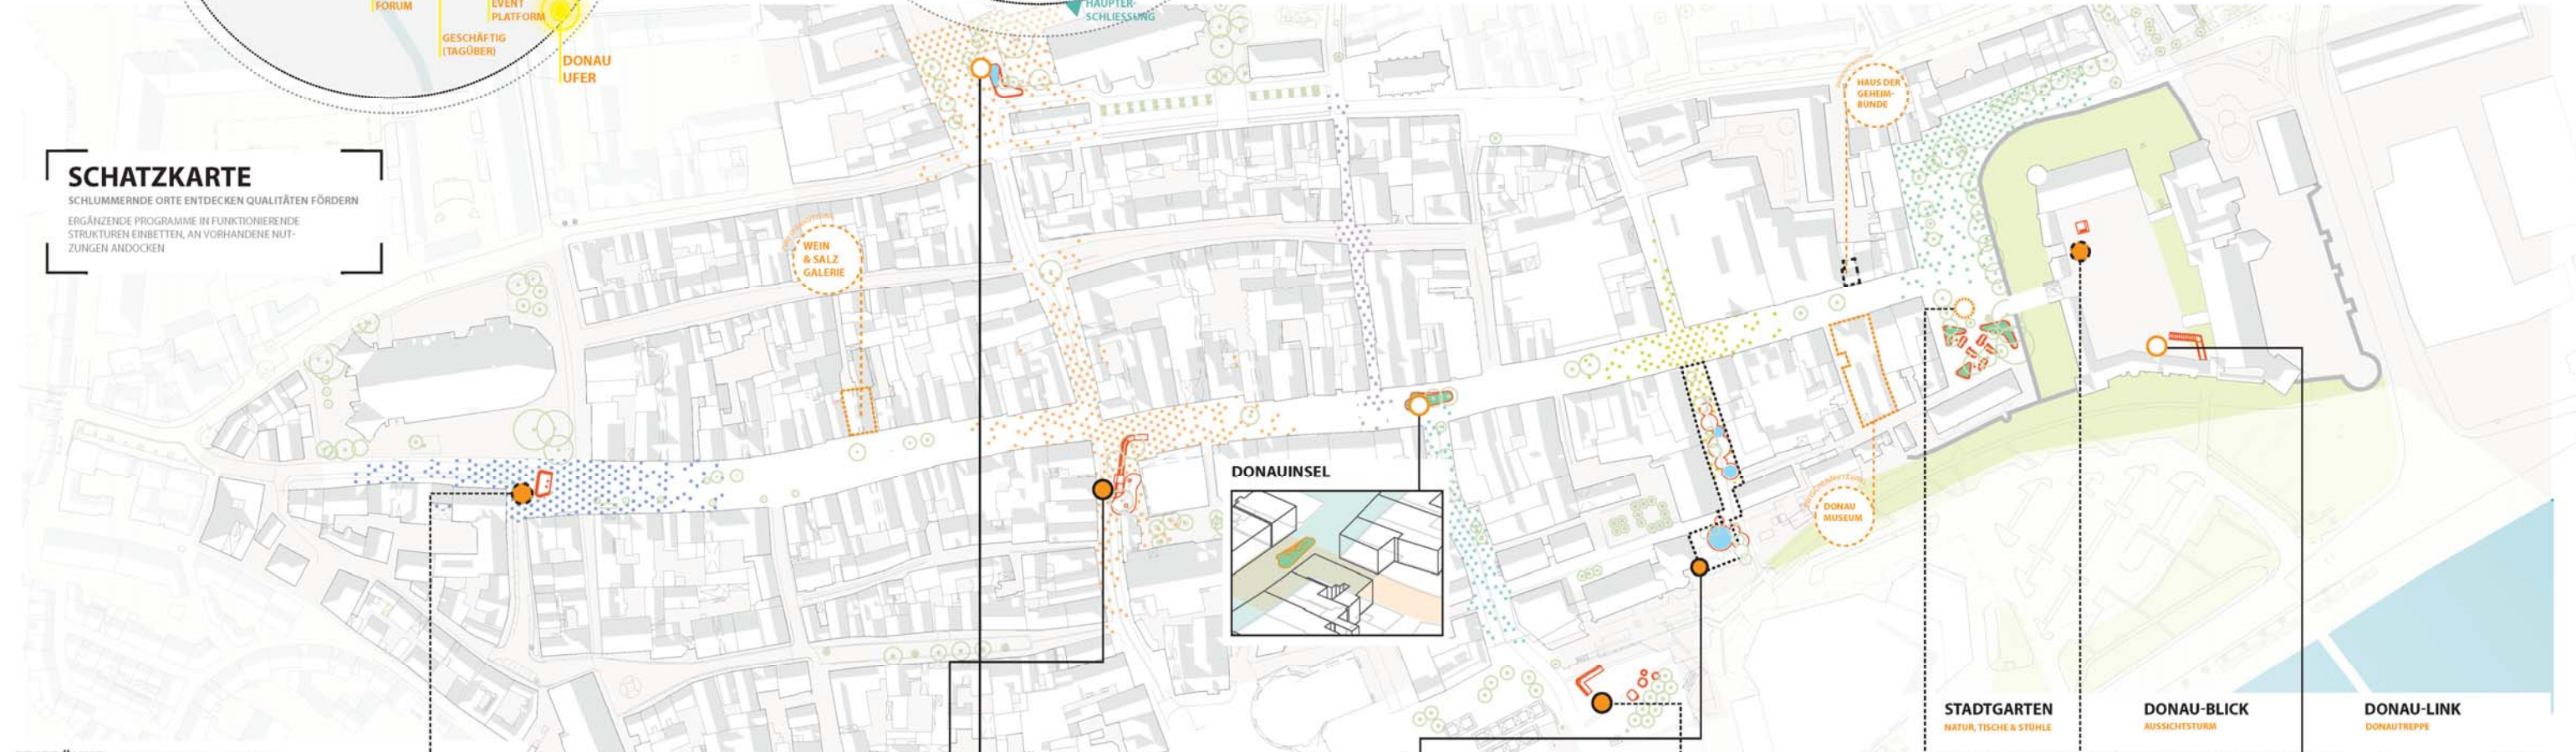 FORUM
EVENT
PLATFORM
GESCHÄFTIG
(TAGÜBER)
DONAU
UFER
HAUPTER-
SCHLIESSUNG
SCHATZKARTE
SCHLUMMERNDE ORTE ENTDECKEN QUALITÄTEN FÖRDERN
ERGÄNZENDE PROGRAMME IN FUNKTIONIERENDE
STRUKTUREN EINBETTEN, AN VORHANDENE NUT-
ZUNGEN ANDOCKEN
WEIN
& SALZ
GALERIE
HAUS DER
GEHEIM-
BÜNDE
DONAUINSEL
DONAU
MUSEUM
STADTGARTEN
NATUR, TISCHE & STÜHLE
DONAU-BLICK
AUSSICHTSTURM
DONAU-LINK
DONAUTREPPE